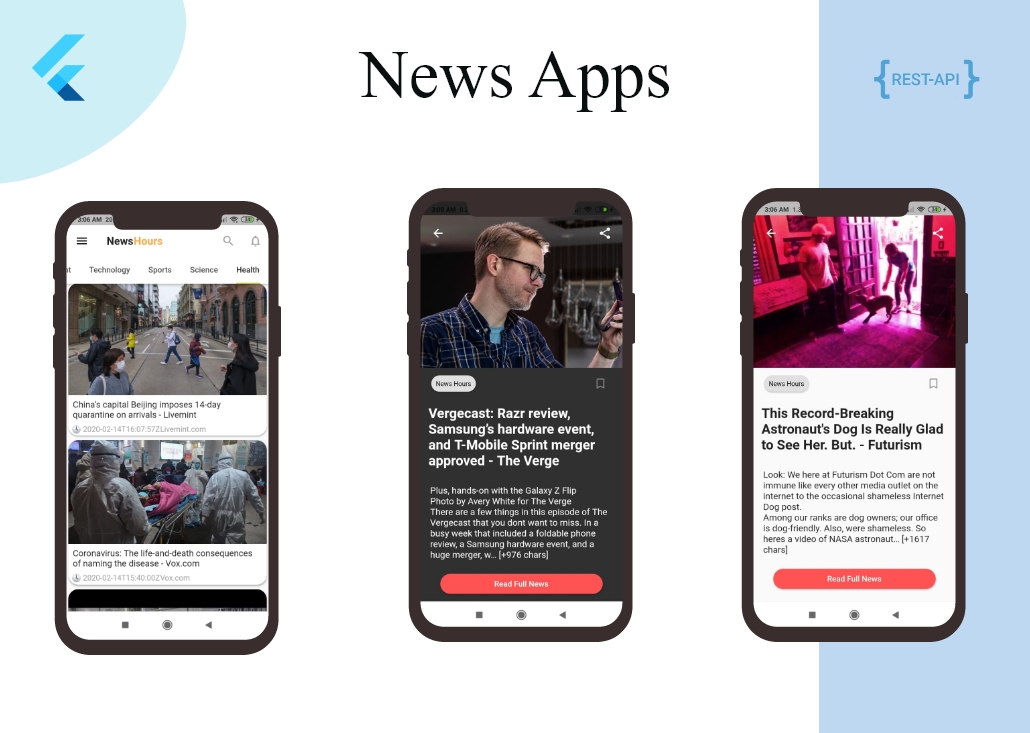 News Apps
{REST-API}
3:06 AM
NewsHours
Technology Sports Science Health
China's capital Beijing imposes 14-day
quarantine on arrivals - Livemint
2020-02-14T16:07:57ZLivemint.com
Coronavirus: The life-and-death consequences
of naming the disease - Vox.com
2020-02-14T15:40:00ZVox.com
3:06 AM
News Hours
Vergecast: Razr review,
Samsung's hardware event,
and T-Mobile Sprint merger
approved - The Verge
Plus, hands-on with the Galaxy Z Flip
Photo by Avery White for The Verge
There are a few things in this episode of The
Vergecast that you dont want to miss. In a
busy week that included a foldable phone
review, a Samsung hardware event, and a
huge merger, w... [+976 chars]
Read Full News
3:06 AM
News Hours
This Record-Breaking
Astronaut's Dog Is Really Glad
to See Her. But. - Futurism
Look: We here at Futurism Dot Com are not
immune like every other media outlet on the
internet to the occasional shameless Internet
Dog post.
Among our ranks are dog owners; our office
is dog-friendly. Also, were shameless. So
heres a video of NASA astronaut... [+1617
chars]
Read Full News